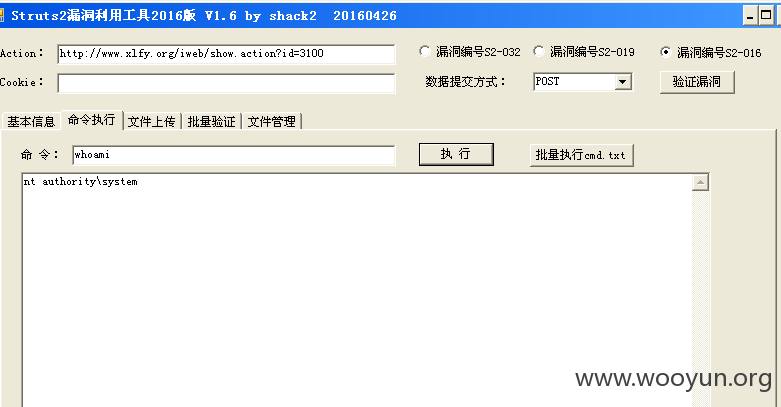 Struts2漏洞利用工具2016版 V1.6 by shack2 20160426
Action： http://www.xlfy.org/iweb/show.action?id=3100 漏洞编号S2-032 漏洞编号S2-019 漏洞编号S2-016
Cookie： 数据提交方式： POST 验证漏洞
基本信息 命令执行 文件上传 批量验证 文件管理
命 令： whoami 执 行 批量执行cmd.txt
nt authority\system
www.wooyun.org